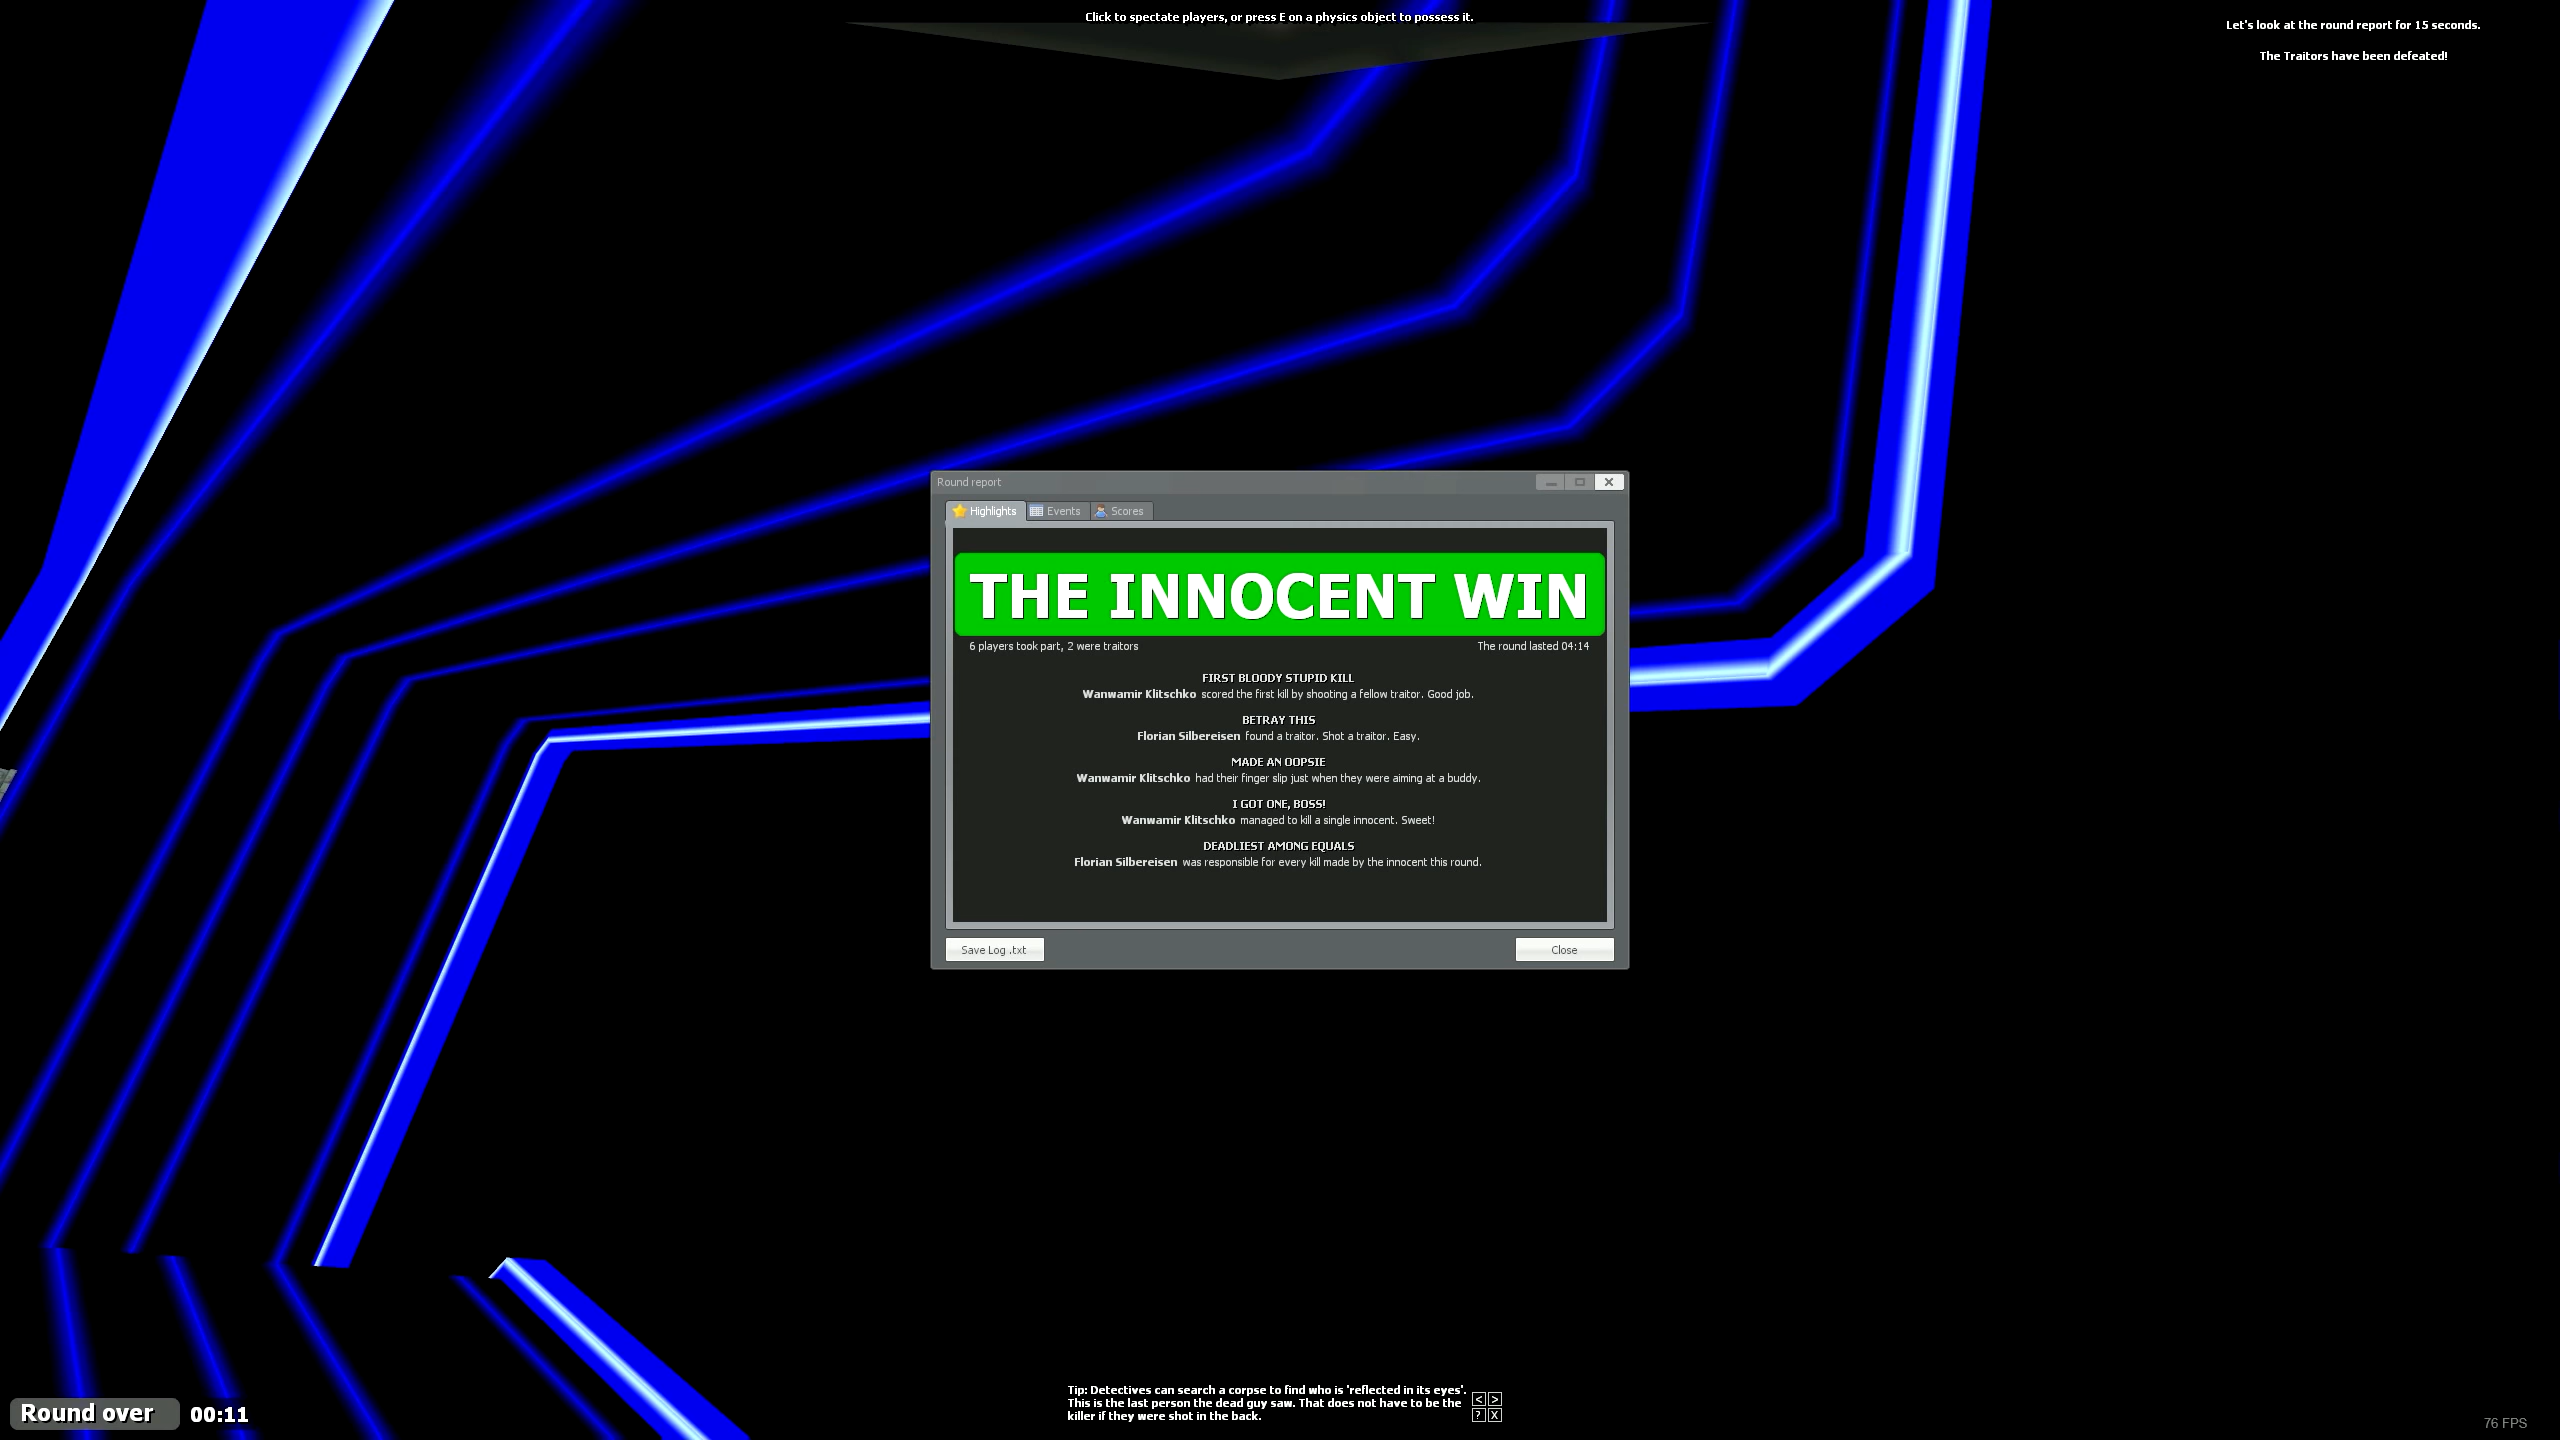 Click to spectate players, or press E on a physics object to possess it.
Let's look at the round report for 15 seconds.
The Traitors have been defeated!
Round report
Highlights
Events
Scores
THE INNOCENT WIN
6 players took part, 2 were traitors
The round lasted 04:14
FIRST BLOODY STUPID KILL
Wanwamir Klitschko scored the first kill by shooting a fellow traitor. Good job.
BETRAY THIS
Florian Silbereisen found a traitor. Shot a traitor. Easy.
MADE AN OOPSIE
Wanwamir Klitschko had their finger slip just when they were aiming at a buddy.
I GOT ONE, BOSS!
Wanwamir Klitschko managed to kill a single innocent. Sweet!
DEADLIEST AMONG EQUALS
Florian Silbereisen was responsible for every kill made by the innocent this round.
Save Log .txt
Close
Tip: Detectives can search a corpse to find who is 'reflected in its eyes'.
This is the last person the dead guy saw. That does not have to be the
killer if they were shot in the back.
< >
? X
Round over
00:11
76 FPS